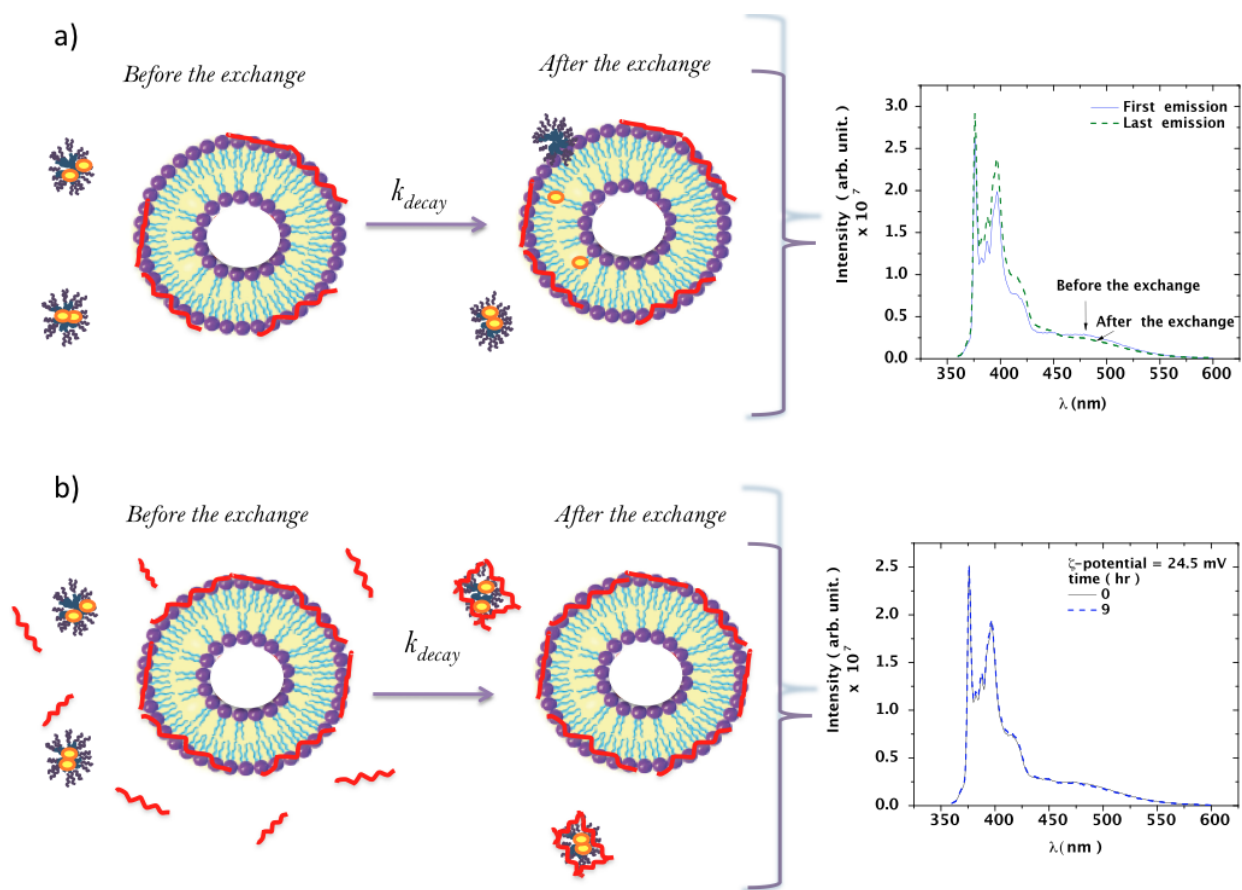 a)
Before the exchange
After the exchange
k decay
3.0
2.5
2.0
1.5
1.0
0.5
0.0
Intensity ( arb. unit. )
x 10 7
First emission
Last emission
Before the exchange
After the exchange
350 400 450 500 550 600
λ (nm)
b)
Before the exchange
After the exchange
k decay
2.5
2.0
1.5
1.0
0.5
0.0
Intensity ( arb. unit. )
x 10 7
ζ-potential = 24.5 mV
time ( hr )
0
9
350 400 450 500 550 600
λ(nm)